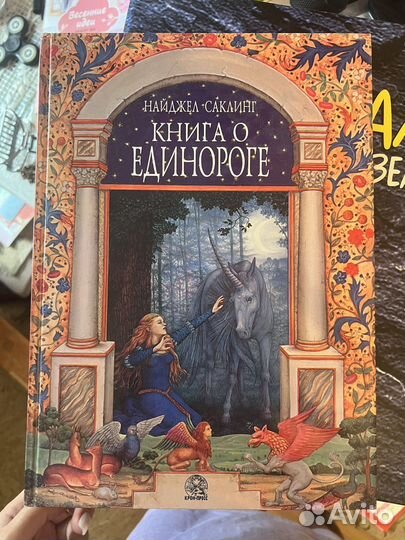 Весенние
идеи
НАЙДЖЕЛ САКЛИНГ
КНИГА О
ЕДИНОРОГЕ
КРОН-ПРЕСС
Avito